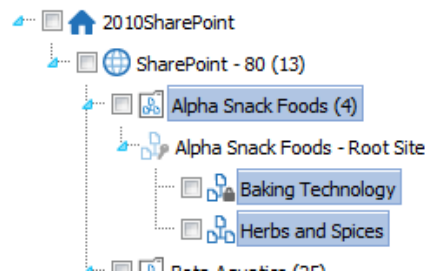 2010SharePoint
SharePoint - 80 (13)
Alpha Snack Foods (4)
Alpha Snack Foods - Root Site
Baking Technology
Herbs and Spices